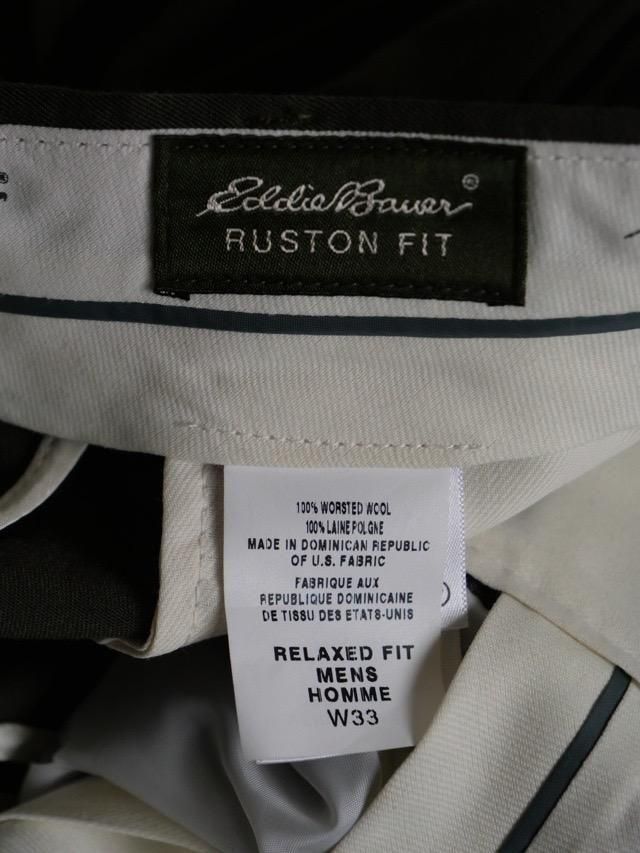 Eddie Bauer®
RUSTON FIT
100% WORSTED WOOL
100% LAINE POLGNE
MADE IN DOMINICAN REPUBLIC
OF U.S. FABRIC
FABRIQUE AUX
REPUBLIQUE DOMINICAINE
DE TISSU DES ETATS-UNIS
RELAXED FIT
MENS
HOMME
W33